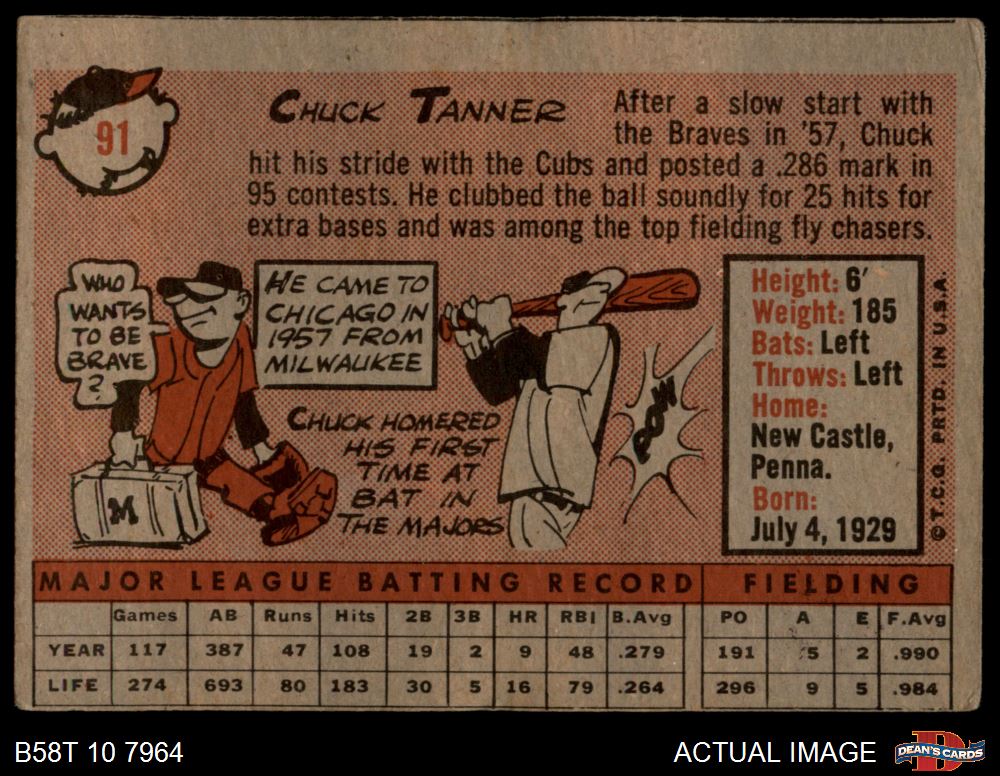 91
CHUCK TANNER
After a slow start with
the Braves in '57, Chuck
hit his stride with the Cubs and posted a .286 mark in
95 contests. He clubbed the ball soundly for 25 hits for
extra bases and was among the top fielding fly chasers.
WHO
WANTS
TO BE
BRAVE
?
HE CAME TO
CHICAGO IN
1957 FROM
MILWAUKEE
M
CHUCK HOMERED
HIS FIRST
TIME AT
BAT IN
THE MAJORS
POW
Height: 6'
Weight: 185
Bats: Left
Throws: Left
Home:
New Castle,
Penna.
Born:
July 4, 1929
© T.C.G. PRTD. IN U.S.A.
MAJOR LEAGUE BATTING RECORD FIELDING
Games AB Runs Hits 2B 3B HR RBI B.Avg PO A E F.Avg
YEAR 117 387 47 108 19 2 9 48 .279 191 5 2 .990
LIFE 274 693 80 183 30 5 16 79 .264 296 9 5 .984
B58T 10 7964
ACTUAL IMAGE
D
DEAN'S CARDS